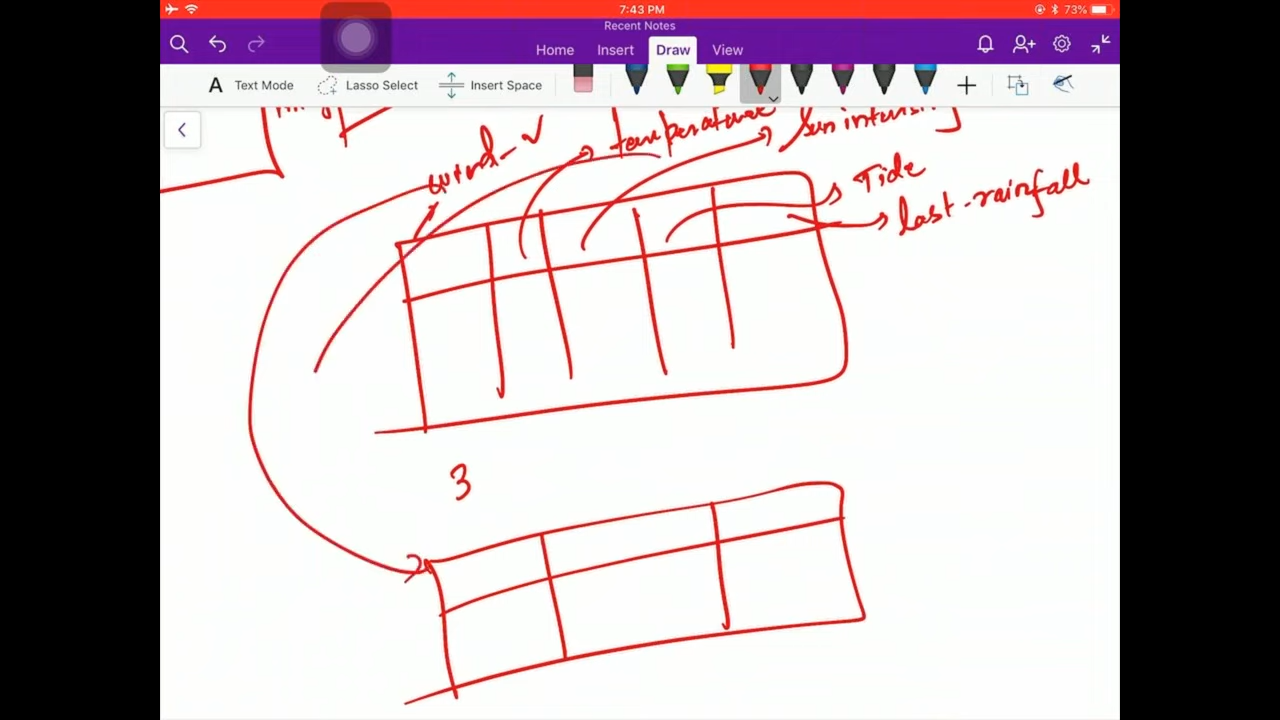 7:43 PM
73%
Recent Notes
Home Insert Draw View
Text Mode Lasso Select Insert Space
wind-v
temperature
Sun intensity
Tide
last-rainfall
3